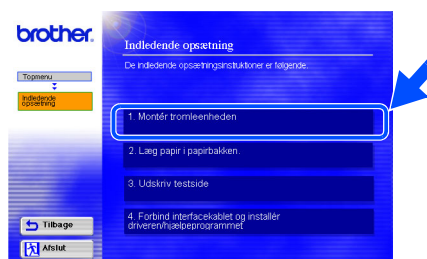 brother.
Topmenu
Indledende
opsætning
Tilbage
Afslut
Indledende opsætning
De indledende opsætningsinstruktioner er følgende.
1. Montér tromleenheden
2. Læg papir i papirbakken.
3. Udskriv testside
4. Forbind interfacekablet og installér
driveren/hjælpeprogrammet